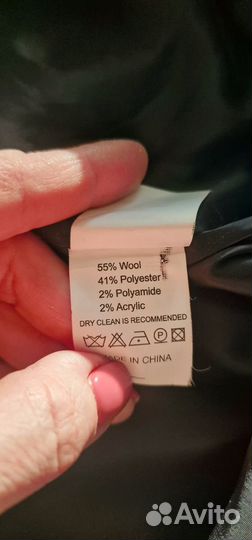 55% Wool
41% Polyester
2% Polyamide
2% Acrylic
DRY CLEAN IS RECOMMENDED
IN CHINA
Avito